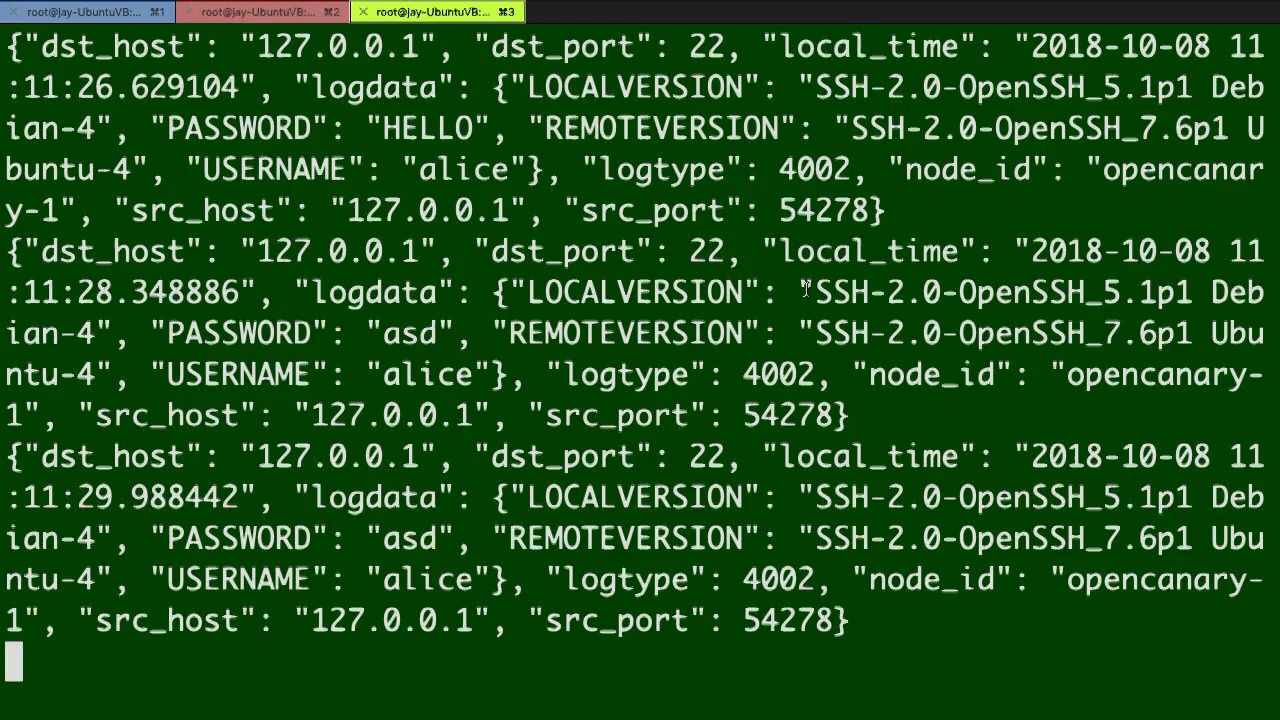 root@jay-UbuntuVB:... ⌘1 root@jay-UbuntuVB:... ⌘2 root@jay-UbuntuVB:... ⌘3
{"dst_host": "127.0.0.1", "dst_port": 22, "local_time": "2018-10-08 11
:11:26.629104", "logdata": {"LOCALVERSION": "SSH-2.0-OpenSSH_5.1p1 Deb
ian-4", "PASSWORD": "HELLO", "REMOTEVERSION": "SSH-2.0-OpenSSH_7.6p1 U
buntu-4", "USERNAME": "alice"}, "logtype": 4002, "node_id": "opencanar
y-1", "src_host": "127.0.0.1", "src_port": 54278}
{"dst_host": "127.0.0.1", "dst_port": 22, "local_time": "2018-10-08 11
:11:28.348886", "logdata": {"LOCALVERSION": "SSH-2.0-OpenSSH_5.1p1 Deb
ian-4", "PASSWORD": "asd", "REMOTEVERSION": "SSH-2.0-OpenSSH_7.6p1 Ubu
ntu-4", "USERNAME": "alice"}, "logtype": 4002, "node_id": "opencanary-
1", "src_host": "127.0.0.1", "src_port": 54278}
{"dst_host": "127.0.0.1", "dst_port": 22, "local_time": "2018-10-08 11
:11:29.988442", "logdata": {"LOCALVERSION": "SSH-2.0-OpenSSH_5.1p1 Deb
ian-4", "PASSWORD": "asd", "REMOTEVERSION": "SSH-2.0-OpenSSH_7.6p1 Ubu
ntu-4", "USERNAME": "alice"}, "logtype": 4002, "node_id": "opencanary-
1", "src_host": "127.0.0.1", "src_port": 54278}